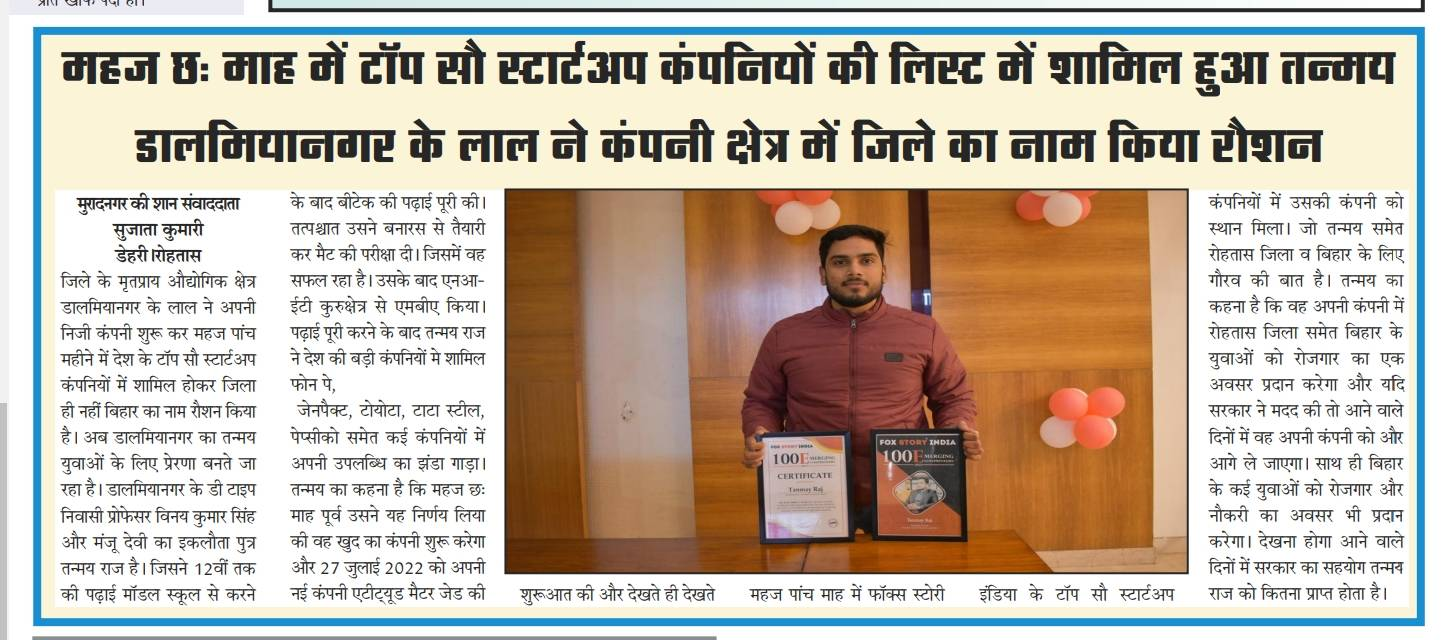 महज छः माह में टॉप सौ स्टार्टअप कंपनियों की लिस्ट में शामिल हुआ तन्मय
डालमियानगर के लाल ने कंपनी क्षेत्र में जिले का नाम किया रौशन
मुरादनगर की शान संवाददाता
सुजाता कुमारी
डेहरी।रोहतास
जिले के मृतप्राय औद्योगिक क्षेत्र
डालमियानगर के लाल ने अपनी
निजी कंपनी शुरू कर महज पांच
महीने में देश के टॉप सौ स्टार्टअप
कंपनियों में शामिल होकर जिला
ही नहीं बिहार का नाम रौशन किया
है। अब डालमियानगर का तन्मय
युवाओं के लिए प्रेरणा बनते जा
रहा है। डालमियानगर के डी टाइप
निवासी प्रोफेसर विनय कुमार सिंह
और मंजू देवी का इकलौता पुत्र
तन्मय राज है। जिसने 12वीं तक
की पढ़ाई मॉडल स्कूल से करने
के बाद बीटेक की पढ़ाई पूरी की।
तत्पश्चात उसने बनारस से तैयारी
कर मैट की परीक्षा दी। जिसमें वह
सफल रहा है। उसके बाद एनआ-
ईटी कुरुक्षेत्र से एमबीए किया।
पढ़ाई पूरी करने के बाद तन्मय राज
ने देश की बड़ी कंपनियों मे शामिल
फोन पे,
जेनपैक्ट, टोयोटा, टाटा स्टील,
पेप्सीको समेत कई कंपनियों में
अपनी उपलब्धि का झंडा गाड़ा।
तन्मय का कहना है कि महज छः
माह पूर्व उसने यह निर्णय लिया
की वह खुद का कंपनी शुरू करेगा
और 27 जुलाई 2022 को अपनी
नई कंपनी एटीट्यूड मैटर जेड की
FOX STORY INDIA
100 EMERGING
CERTIFICATE
Tanmay Raj
FOX STORY INDIA
100 EMERGING
Tanmay Raj
शुरूआत की और देखते ही देखते
महज पांच माह में फॉक्स स्टोरी
इंडिया के टॉप सौ स्टार्टअप
कंपनियों में उसकी कंपनी को
स्थान मिला। जो तन्मय समेत
रोहतास जिला व बिहार के लिए
गौरव की बात है। तन्मय का
कहना है कि वह अपनी कंपनी में
रोहतास जिला समेत बिहार के
युवाओं को रोजगार का एक
अवसर प्रदान करेगा और यदि
सरकार ने मदद की तो आने वाले
दिनों में वह अपनी कंपनी को और
आगे ले जाएगा। साथ ही बिहार
के कई युवाओं को रोजगार और
नौकरी का अवसर भी प्रदान
करेगा। देखना होगा आने वाले
दिनों में सरकार का सहयोग तन्मय
राज को कितना प्राप्त होता है।